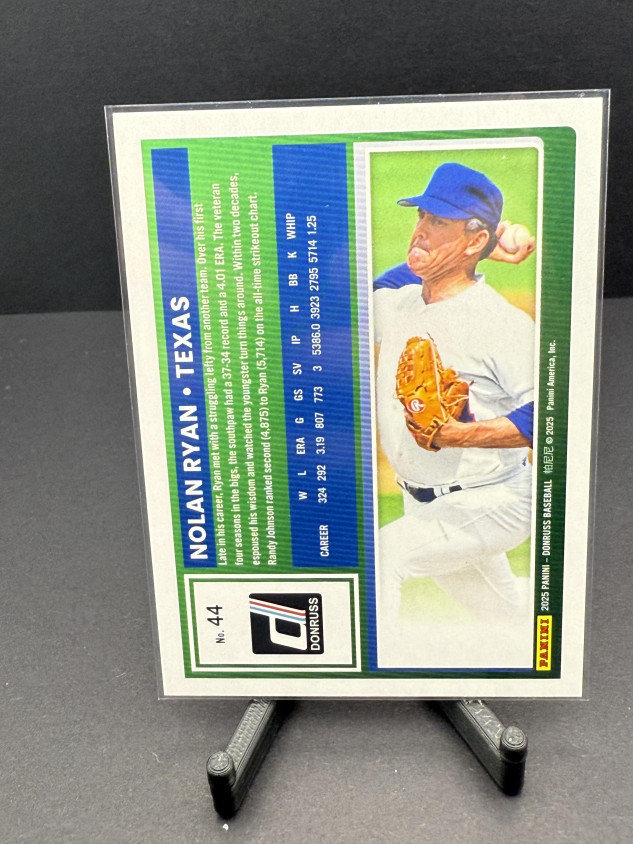 NOLAN RYAN • TEXAS
Late in his career, Ryan met with a struggling lefty from another team. Over his first
four seasons in the bigs, the southpaw had a 37-34 record and a 4.01 ERA. The veteran
espoused his wisdom and watched the youngster turn things around. Within two decades,
Randy Johnson ranked second (4,875) to Ryan (5,714) on the all-time strikeout chart.
W L ERA G GS SV IP H BB K WHIP
CAREER 324 292 3.19 807 773 3 5386.0 3923 2795 5714 1.25
No. 44
DONRUSS
PANINI 2025 PANINI – DONRUSS BASEBALL 帕尼尼 © 2025 Panini America, Inc.